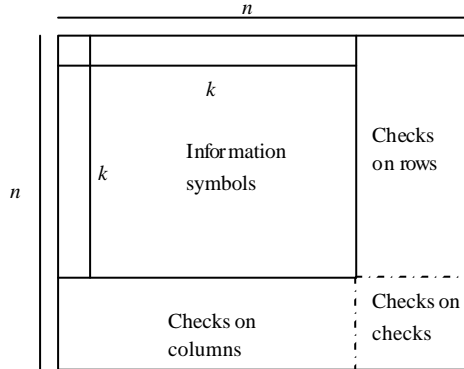 n
k
Checks
on rows
Information
symbols
k
n
Checks on
checks
Checks on
columns